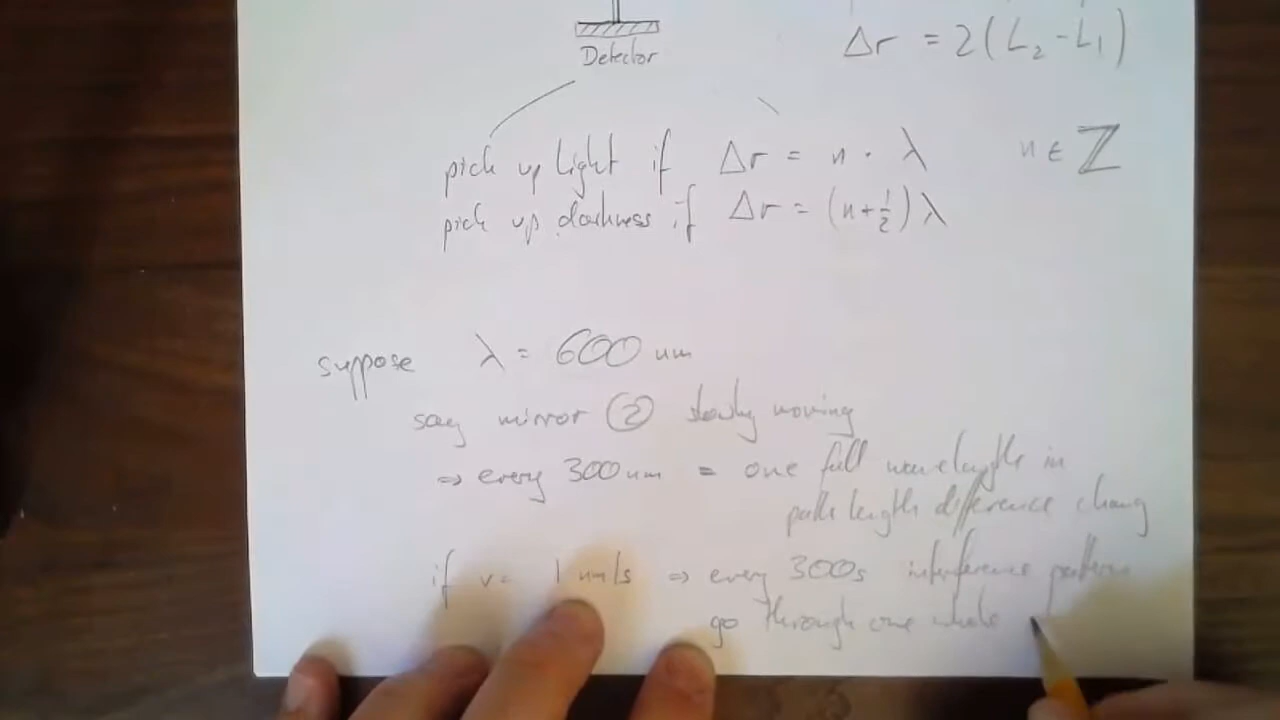 Detector
Δr = 2(L₂-L₁)
pick up light if Δr = n · λ n ∈ ℤ
pick up darkness if Δr = (n+½)λ
suppose λ = 600 nm
say mirror ② slowly moving
⇒ every 300 nm = one full wavelength in
path length difference chang
if v = 1 nm/s ⇒ every 300s interference pattern
go through one whole